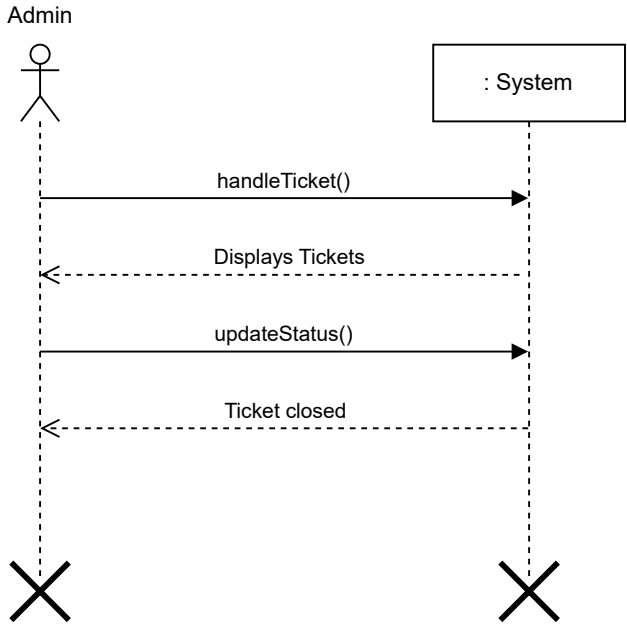 Admin
: System
handleTicket()
Displays Tickets
updateStatus()
Ticket closed